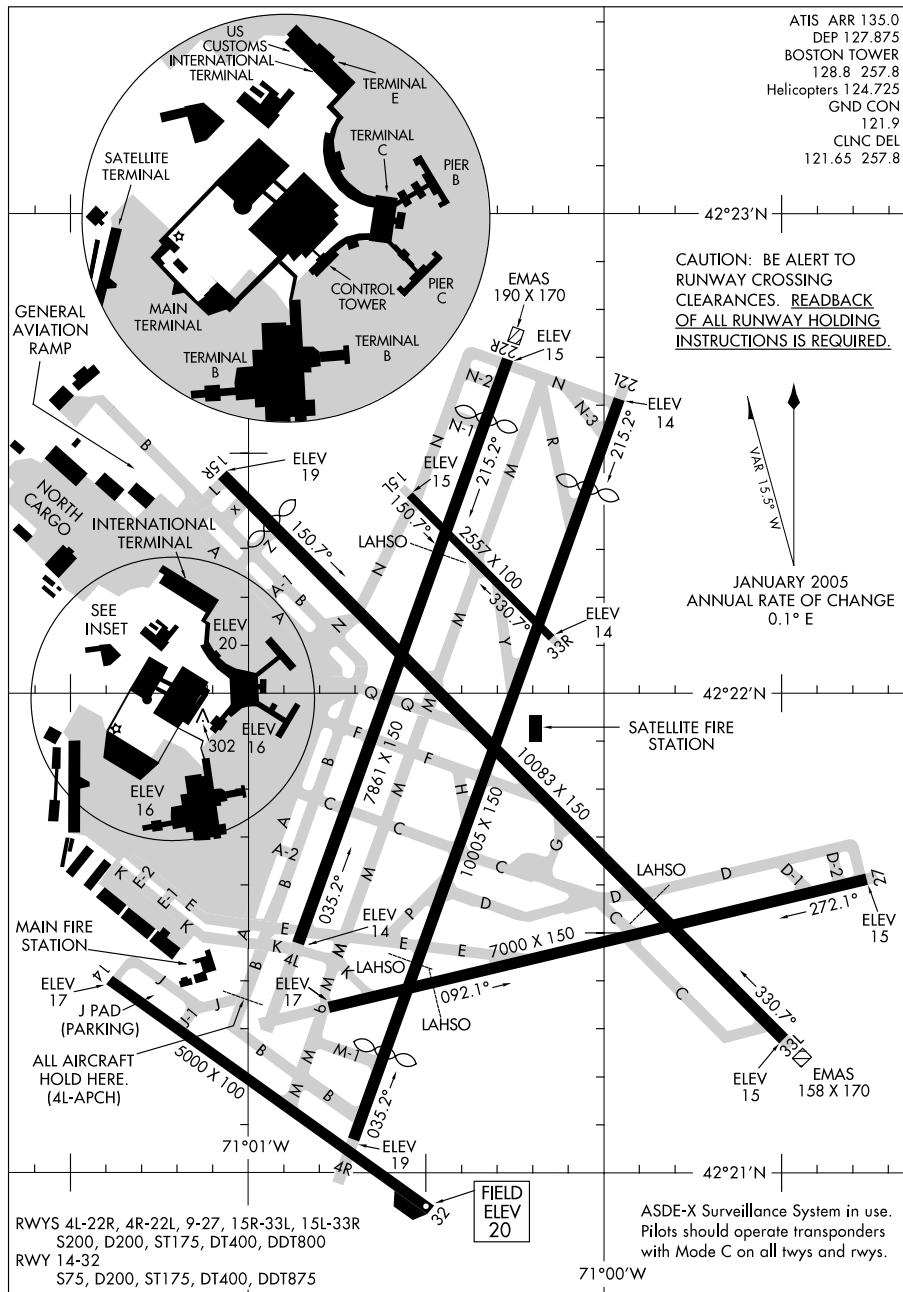 ATIS ARR 135.0
DEP 127.875
BOSTON TOWER
128.8 257.8
Helicopters 124.725
GND CON
121.9
CLNC DEL
121.65 257.8
US
CUSTOMS
INTERNATIONAL
TERMINAL
TERMINAL
E
TERMINAL
C
PIER
B
SATELLITE
TERMINAL
PIER
C
CONTROL
TOWER
MAIN
TERMINAL
TERMINAL
B
TERMINAL
B
42°23'N
CAUTION: BE ALERT TO
RUNWAY CROSSING
CLEARANCES. READBACK
OF ALL RUNWAY HOLDING
INSTRUCTIONS IS REQUIRED.
EMAS
190 X 170
GENERAL
AVIATION
RAMP
22R
ELEV
15
N-2
N
22L
N-3
ELEV
14
VAR 15.5° W
JANUARY 2005
ANNUAL RATE OF CHANGE
0.1° E
B
N
N-1
M
R
215.2°
215.2°
15R
ELEV
19
ELEV
15
15L
150.7°
L
NORTH
CARGO
A
N
150.7°
INTERNATIONAL
TERMINAL
LAHSO
2557 X 100
N
330.7°
ELEV
14
33R
SEE
INSET
A-1
B
A
N
M
Y
ELEV
20
42°22'N
Q
Q
M
ELEV
16
302
ELEV
16
F
F
SATELLITE FIRE
STATION
B
C
7861 X 150
M
H
10083 X 150
C
10005 X 150
C
G
A
A-2
B
M
K
E-2
E-1
E
K
035.2°
P
D
D
C
LAHSO
D
D-1
D-2
27
272.1°
ELEV
15
MAIN FIRE
STATION
A
E
K
4L
ELEV
14
M
E
E
7000 X 150
B
M
K
LAHSO
ELEV
17
14
ELEV
17
9
092.1°
LAHSO
C
330.7°
J
J
J-1
J PAD
(PARKING)
ALL AIRCRAFT
HOLD HERE.
(4L-APCH)
5000 X 100
B
M
M-1
M
B
33L
ELEV
15
EMAS
158 X 170
71°01'W
035.2°
4R
ELEV
19
42°21'N
32
FIELD
ELEV
20
RWYS 4L-22R, 4R-22L, 9-27, 15R-33L, 15L-33R
S200, D200, ST175, DT400, DDT800
RWY 14-32
S75, D200, ST175, DT400, DDT875
71°00'W
ASDE-X Surveillance System in use.
Pilots should operate transponders
with Mode C on all twys and rwys.